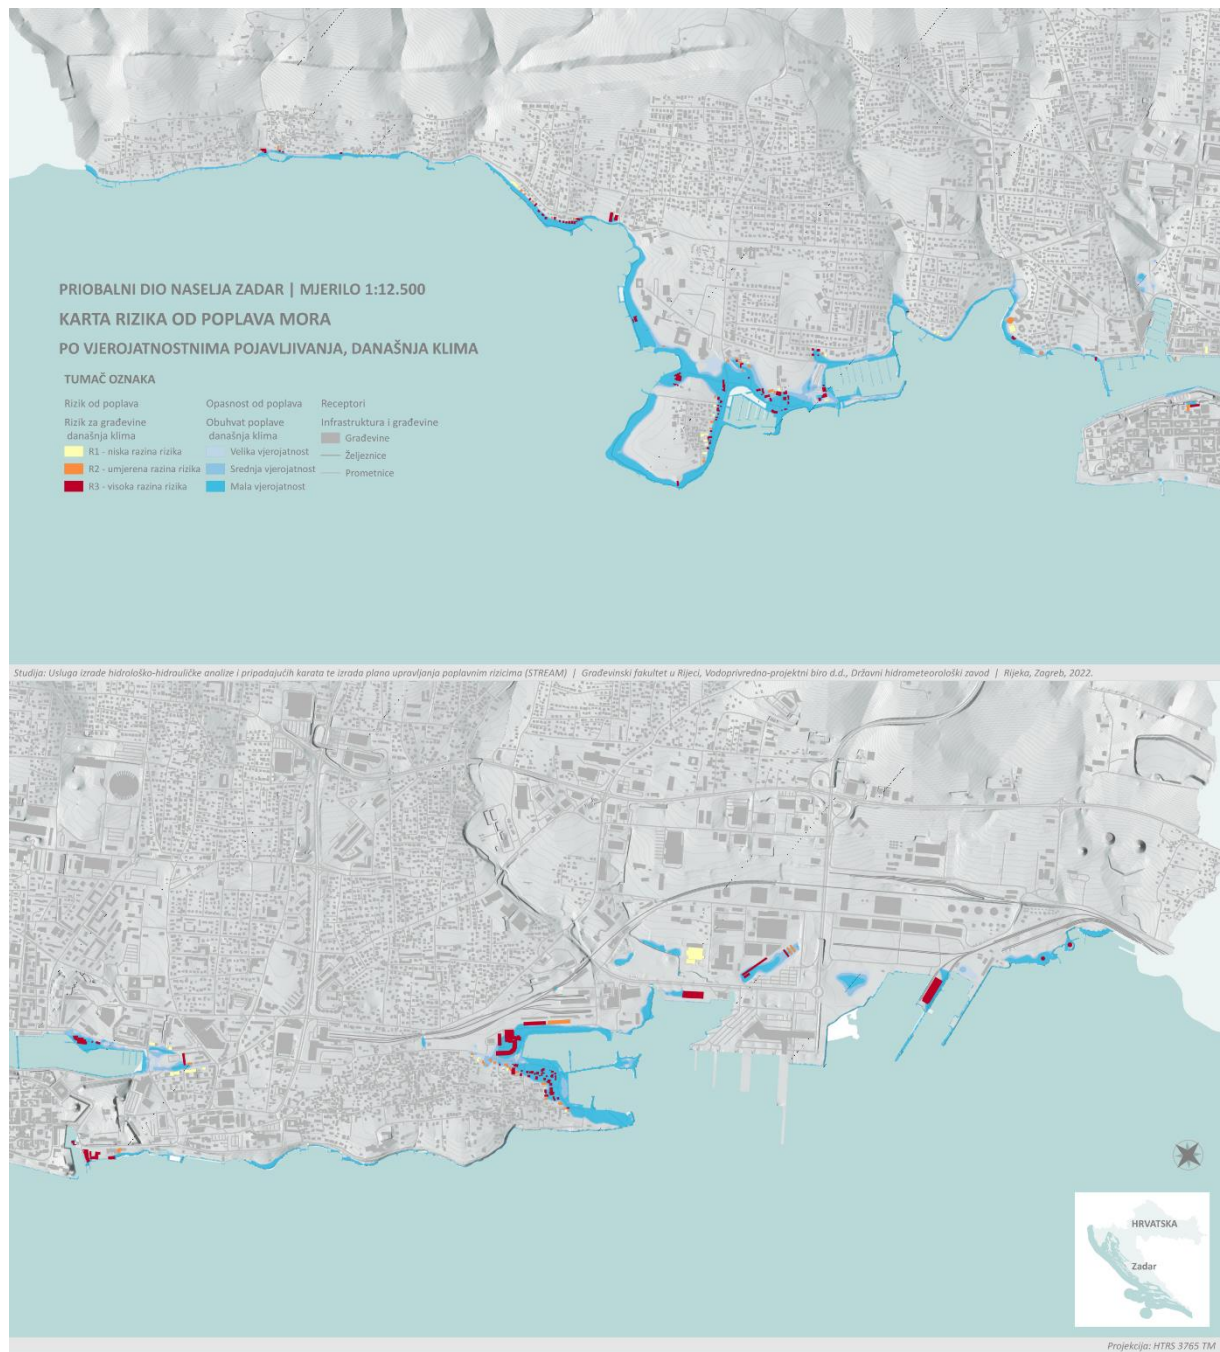 PRIOBALNI DIO NASELJA ZADAR | MJERILO 1:12.500
KARTA RIZIKA OD POPLAVA MORA
PO VJEROJATNOSTNIMA POJAVLJIVANJA, DANAŠNJA KLIMA
TUMAČ OZNAKA
Rizik od poplava
Rizik za građevine
današnja klima
R1 - niska razina rizika
R2 - umjerena razina rizika
R3 - visoka razina rizika
Opasnost od poplava
Obuhvat poplave
današnja klima
Velika vjerojatnost
Srednja vjerojatnost
Mala vjerojatnost
Receptori
Infrastruktura i građevine
Građevine
Željeznice
Prometnice
Studija: Usluga izrade hidrološko-hidrauličke analize i pripadajućih karata te izrada plana upravljanja poplavnim rizicima (STREAM) | Građevinski fakultet u Rijeci, Vodoprivredno-projektni biro d.d., Državni hidrometeorološki zavod | Rijeka, Zagreb, 2022.
HRVATSKA
Zadar
Projekcija: HTRS 3765 TM